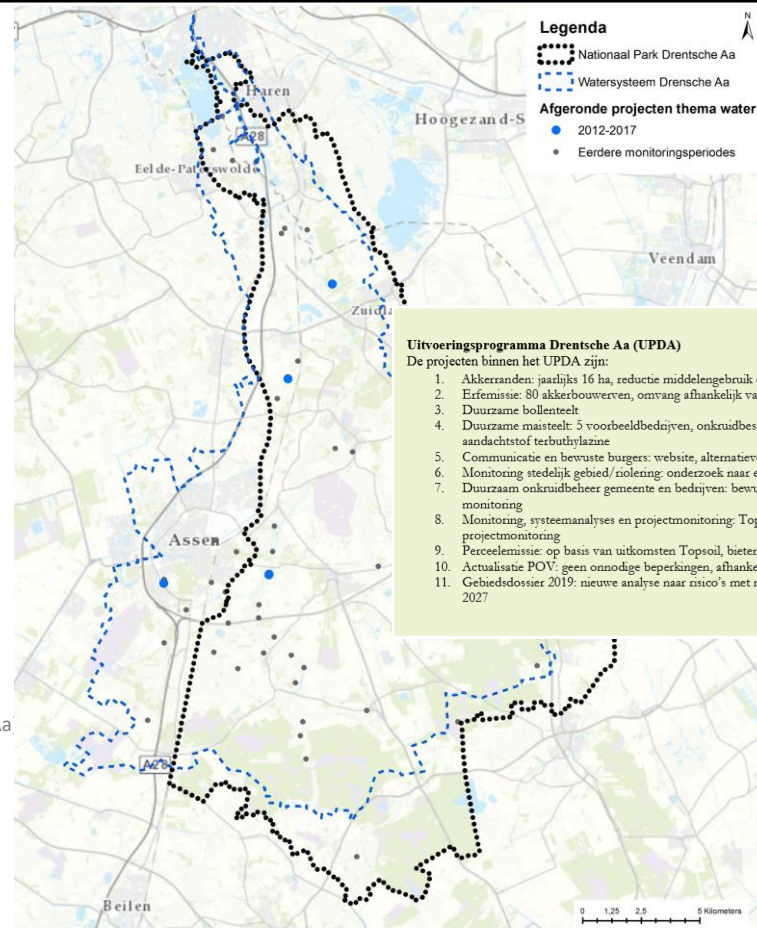 Legenda
N
Nationaal Park Drentsche Aa
Watersysteem Drensche Aa
Afgeronde projecten thema water
2012-2017
Eerdere monitoringsperiodes
Haren
Hoogezand-S
A28
Eelde-Paterswolde
Veendam
Zuidla
Uitvoeringsprogramma Drentsche Aa (UPDA)
De projecten binnen het UPDA zijn:
1. Akkerranden: jaarlijks 16 ha, reductie middelengebruik
2. Erfemissie: 80 akkerbouwerven, omvang afhankelijk va
3. Duurzame bollenteelt
4. Duurzame maisteelt: 5 voorbeeldbedrijven, onkruidbes
aandachtstof terbuthylazine
5. Communicatie en bewuste burgers: website, alternatiev
6. Monitoring stedelijk gebied/riolering: onderzoek naar e
7. Duurzaam onkruidbeheer gemeente en bedrijven: bewu
monitoring
8. Monitoring, systeemanalyses en projectmonitoring: Top
projectmonitoring
9. Perceelemissie: op basis van uitkomsten Topsoil, bieten
10. Actualisatie POV: geen onnodige beperkingen, afhanke
11. Gebiedsdossier 2019: nieuwe analyse naar risico's met n
2027
Assen
Aa
A28
Beilen
0 1,25 2,5 5 Kilometers